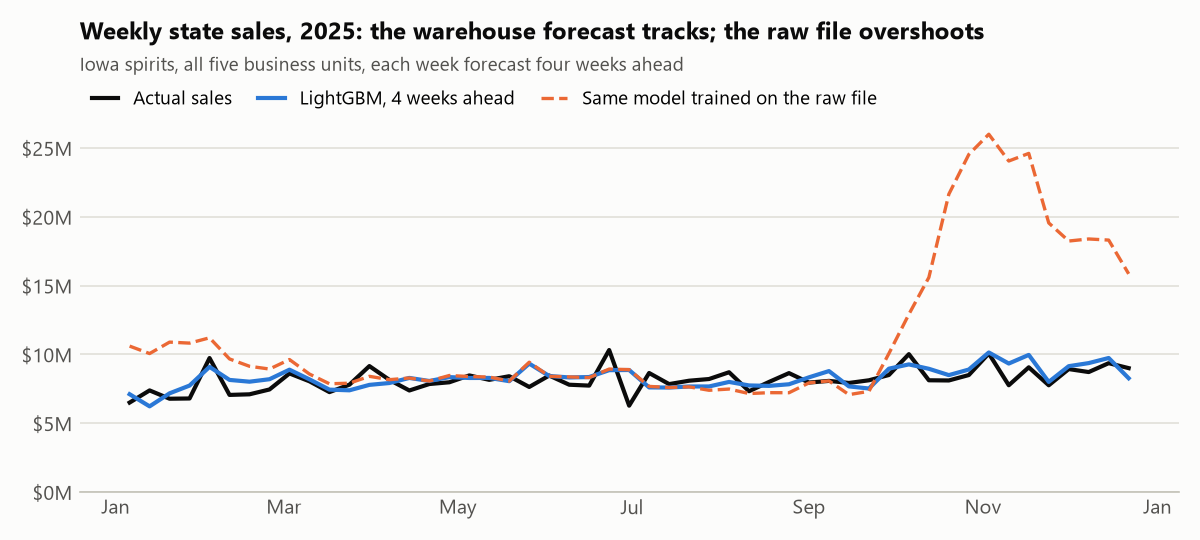 Weekly state sales, 2025: the warehouse forecast tracks; the raw file overshoots
Iowa spirits, all five business units, each week forecast four weeks ahead
Actual sales LightGBM, 4 weeks ahead Same model trained on the raw file
$25M
$20M
$15M
$10M
$5M
$0M
Jan Mar May Jul Sep Nov Jan